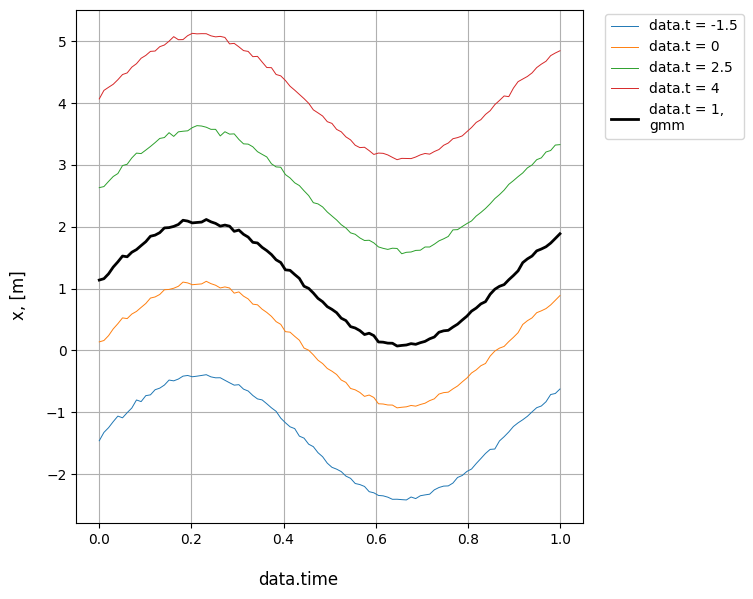 data.t = -1.5
data.t = 0
data.t = 2.5
data.t = 4
data.t = 1,
gmm
x, [m]
5
4
3
2
1
0
−1
−2
0.0 0.2 0.4 0.6 0.8 1.0
data.time